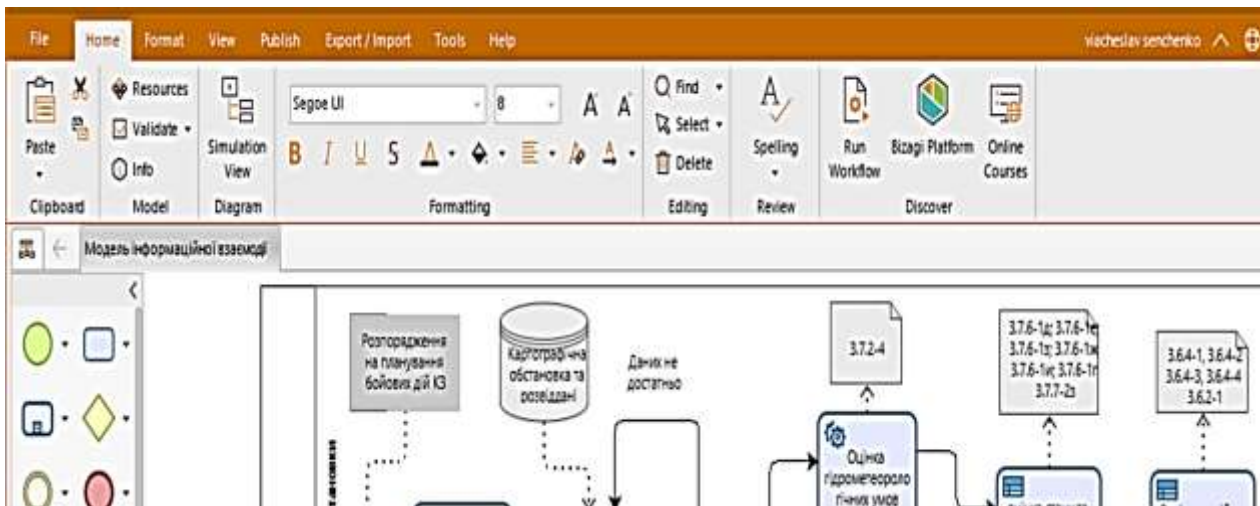 File Home Format View Publish Export / Import Tools Help viacheslav senchenko
Paste
Clipboard
Resources
Validate
Info
Model
Simulation
View
Diagram
Segoe UI 8
B I U S
Formatting
Find
Select
Delete
Editing
Spelling
Review
Run
Workflow
Bizagi Platform
Online
Courses
Discover
Модель інформаційної взаємоді
Розпорядження
на планування
бойових дій КЗ
Картографічна
обстановка та
розвіддані
Даних не
достатньо
3.7.2-4
3.7.6-1д; 3.7.6-1е;
3.7.6-1з; 3.7.6-1ж
3.7.6-1и; 3.7.6-1г
3.7.7-2з
3.6.4-1, 3.6.4-2
3.6.4-3, 3.6.4-4
3.6.2-1
Оцінка
гідрометеороло
гічних умов